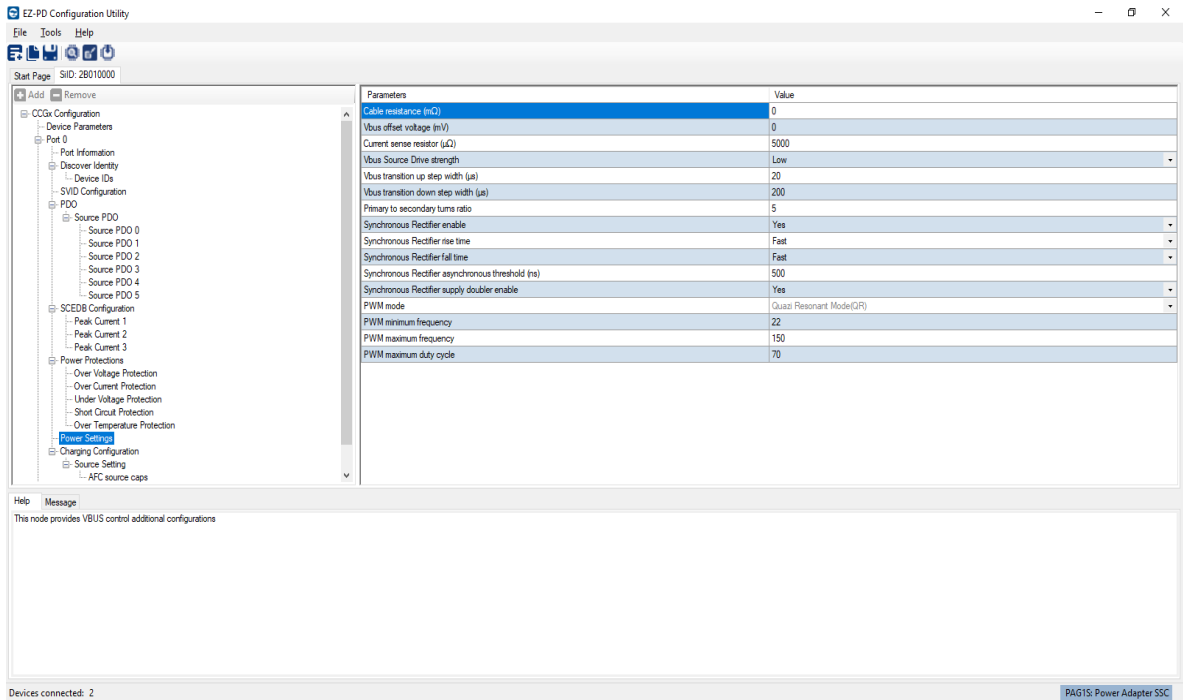 EZ-PD Configuration Utility
File Tools Help
Start Page SilID: 2B010000
Add Remove
CCGx Configuration
Device Parameters
Port 0
Port Information
Discover Identity
Device IDs
SVID Configuration
PDO
Source PDO
Source PDO 0
Source PDO 1
Source PDO 2
Source PDO 3
Source PDO 4
Source PDO 5
SCEDB Configuration
Peak Current 1
Peak Current 2
Peak Current 3
Power Protections
Over Voltage Protection
Over Current Protection
Under Voltage Protection
Short Circuit Protection
Over Temperature Protection
Power Settings
Charging Configuration
Source Setting
AFC source caps
Parameters Value
Cable resistance (mΩ) 0
Vbus offset voltage (mV) 0
Current sense resistor (µΩ) 5000
Vbus Source Drive strength Low
Vbus transition up step width (µs) 20
Vbus transition down step width (µs) 200
Primary to secondary turns ratio 5
Synchronous Rectifier enable Yes
Synchronous Rectifier rise time Fast
Synchronous Rectifier fall time Fast
Synchronous Rectifier asynchronous threshold (ns) 500
Synchronous Rectifier supply doubler enable Yes
PWM mode Quazi Resonant Mode(QR)
PWM minimum frequency 22
PWM maximum frequency 150
PWM maximum duty cycle 70
Help Message
This node provides VBUS control additional configurations
Devices connected: 2 PAG1S: Power Adapter SSC